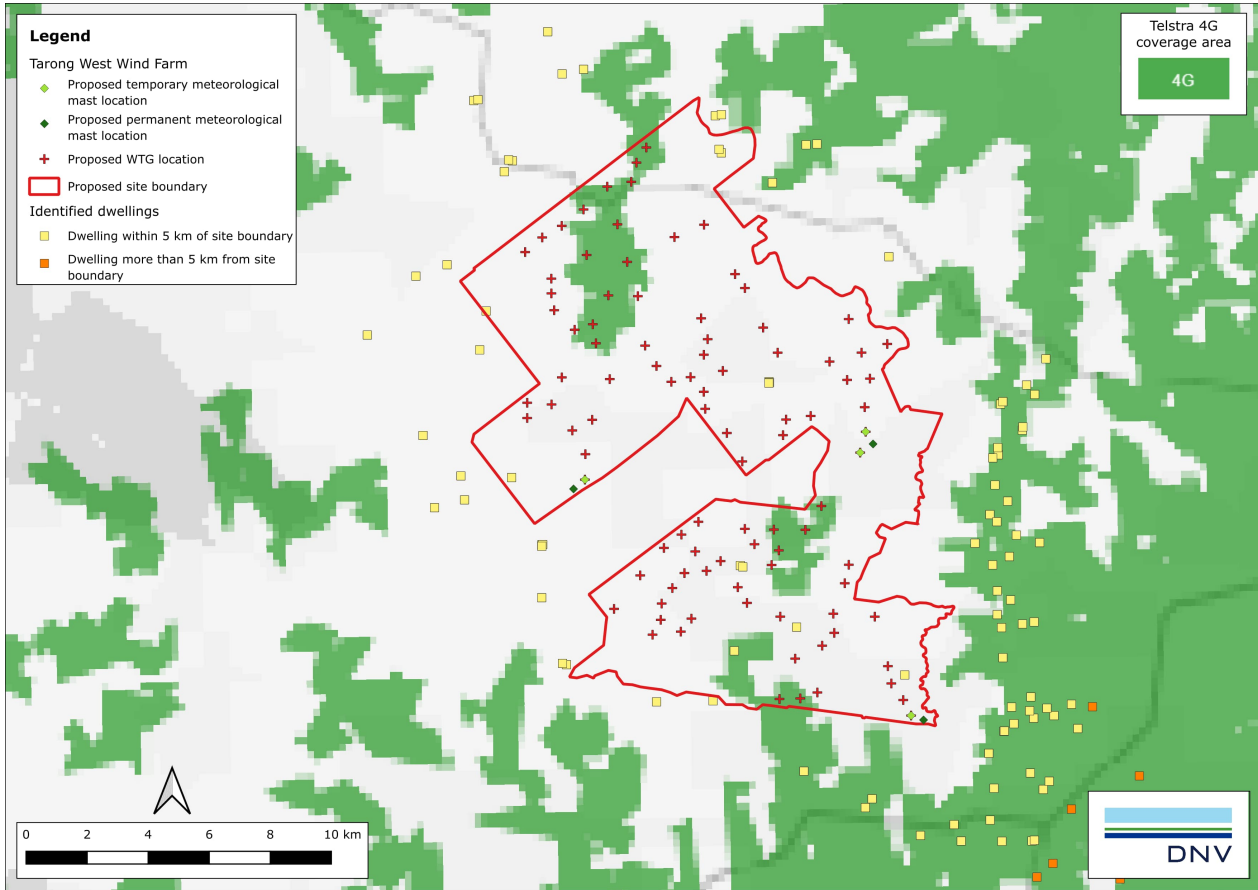 Legend
Tarong West Wind Farm
Proposed temporary meteorological
mast location
Proposed permanent meteorological
mast location
Proposed WTG location
Proposed site boundary
Identified dwellings
Dwelling within 5 km of site boundary
Dwelling more than 5 km from site
boundary
Telstra 4G
coverage area
4G
0 2 4 6 8 10 km
DNV